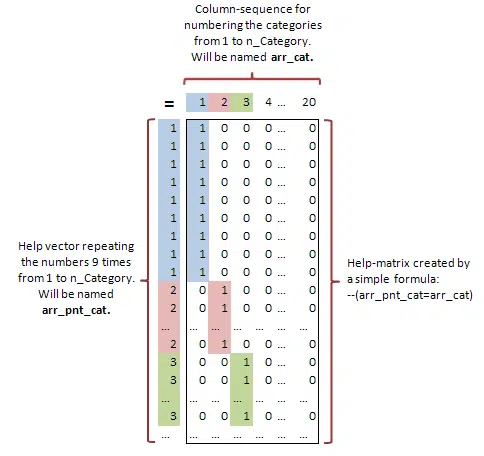 Column-sequence for
numbering the categories
from 1 to n_Category.
Will be named arr_cat.
= 1 2 3 4 ... 20
1 1 0 0 0 ... 0
1 1 0 0 0 ... 0
1 1 0 0 0 ... 0
1 1 0 0 0 ... 0
1 1 0 0 0 ... 0
1 1 0 0 0 ... 0
1 1 0 0 0 ... 0
1 1 0 0 0 ... 0
1 1 0 0 0 ... 0
2 0 1 0 0 ... 0
2 0 1 0 0 ... 0
... ... ... ... ... ... ...
2 0 1 0 0 ... 0
3 0 0 1 0 ... 0
3 0 0 1 0 ... 0
... ... ... ... ... ... ...
3 0 0 1 0 ... 0
... ... ... ... ... ... ...
Help vector repeating
the numbers 9 times
from 1 to n_Category.
Will be named
arr_pnt_cat.
Help-matrix created by
a simple formula:
--(arr_pnt_cat=arr_cat)